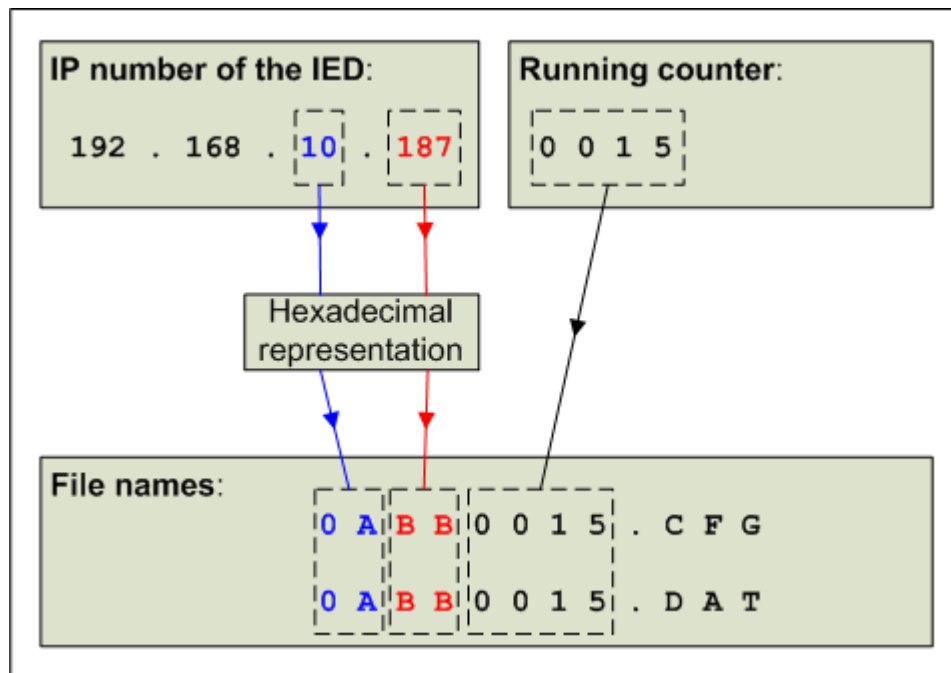 IP number of the IED:
192 . 168 . 10 . 187
Running counter:
0 0 1 5
Hexadecimal
representation
File names:
0 A B B 0 0 1 5 . C F G
0 A B B 0 0 1 5 . D A T